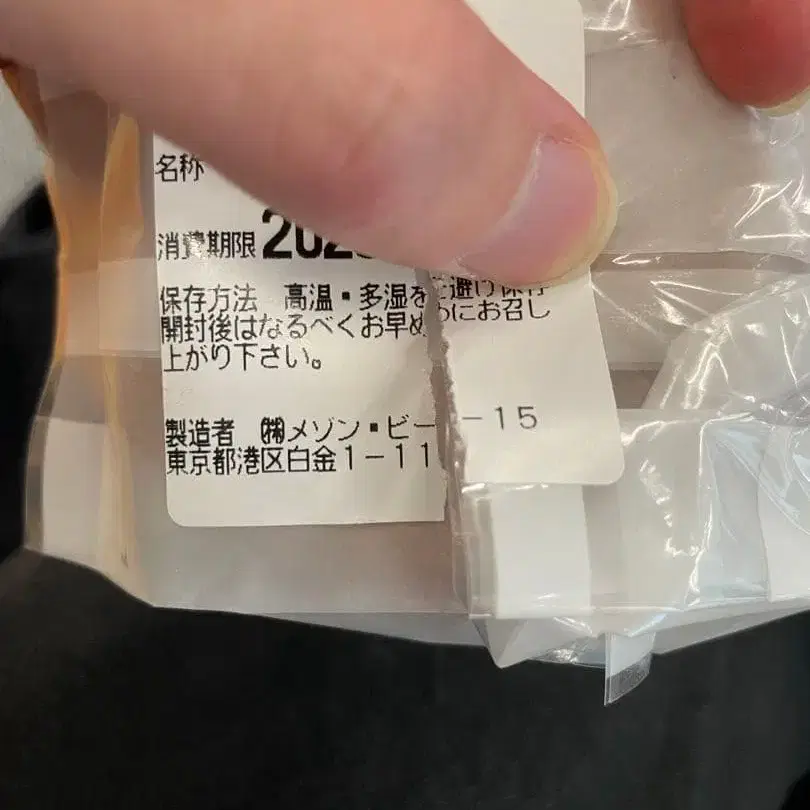 名称
消費期限 202
保存方法 高温・多湿を避け保存
開封後はなるべくお早めにお召し
上がり下さい。
製造者 ㈱メゾン・ビー
東京都港区白金1-11-15